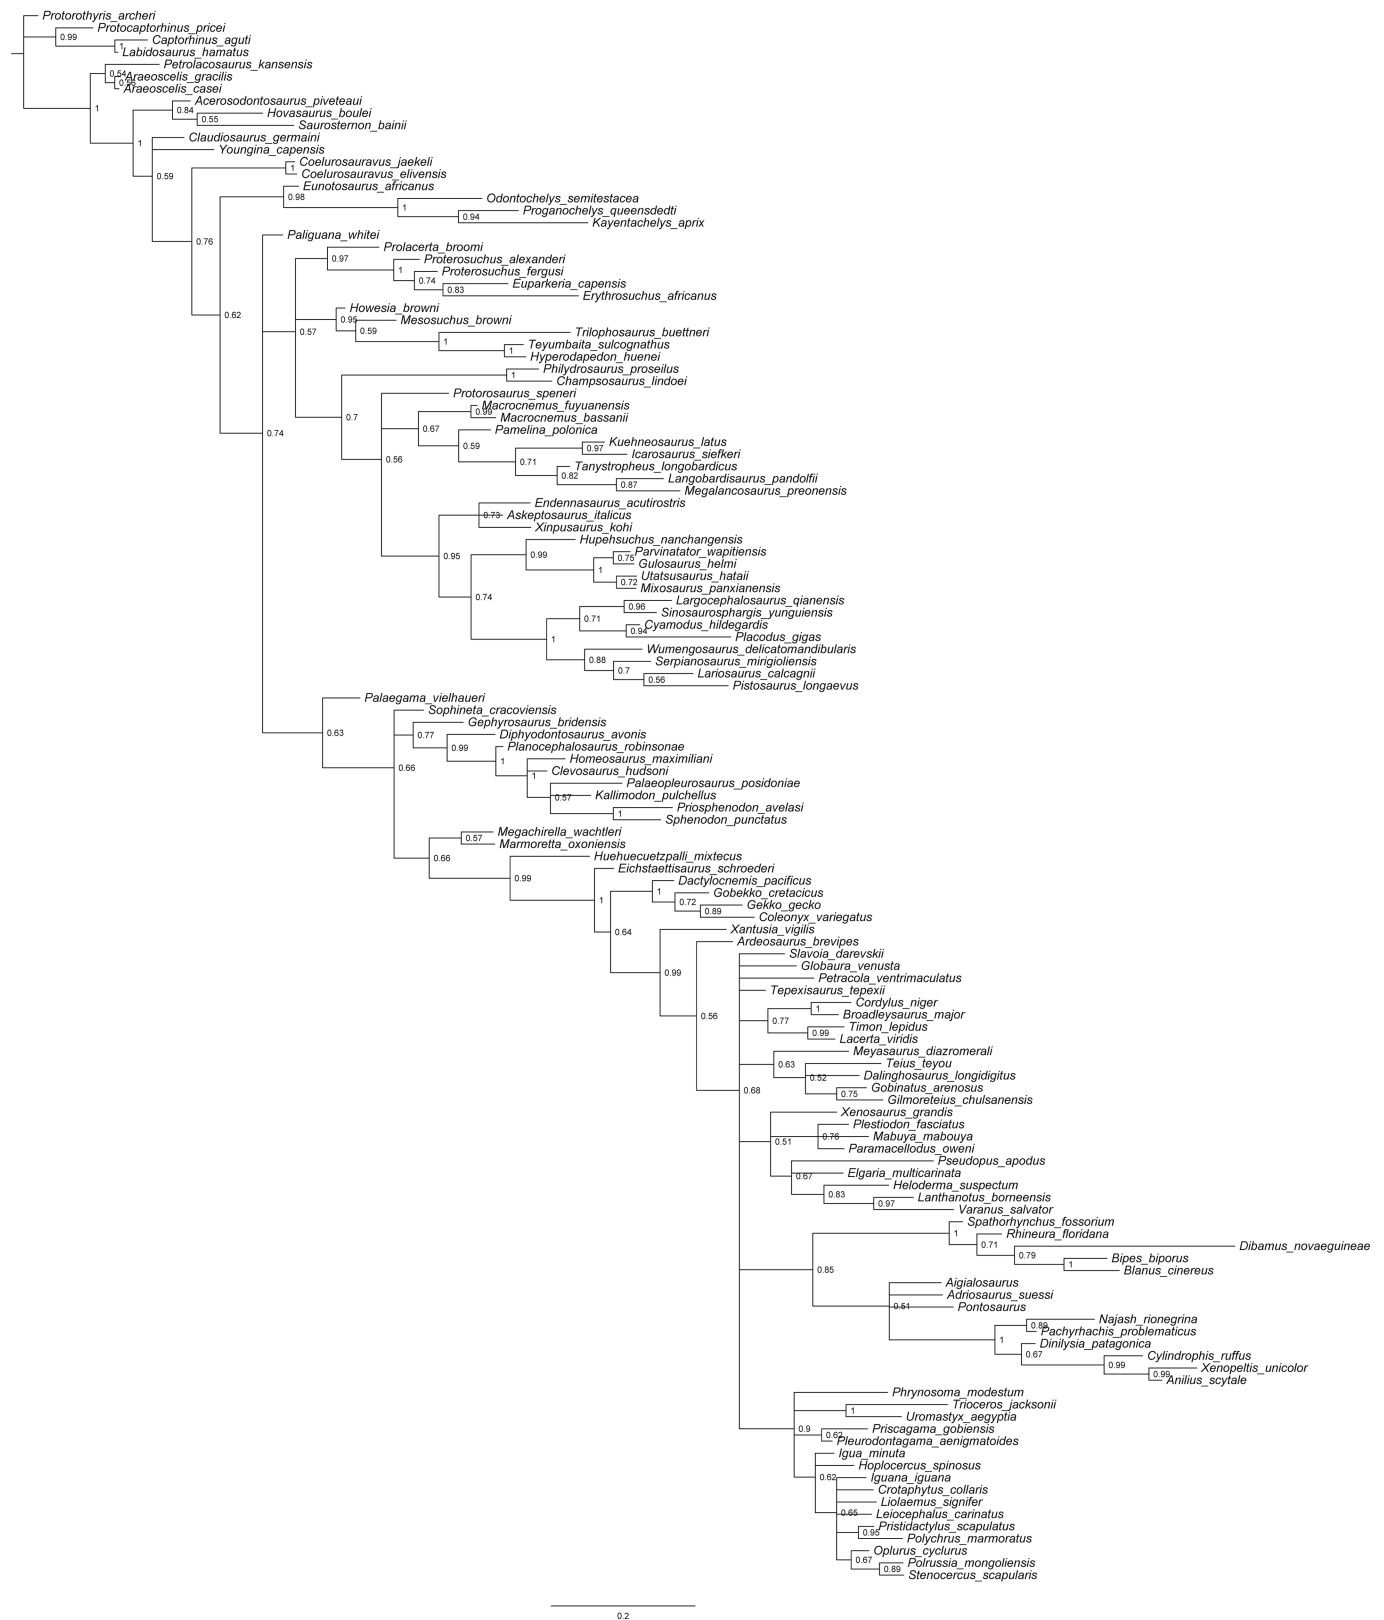 Protorothyris_archeri
Protocaptorhinus_pricei
0.99
Captorhinus_aguti
1
Labidosaurus_hamatus
Petrolacosaurus_kansensis
0.54
Araeoscelis_gracilis
Araeoscelis_casei
Acerosodontosaurus_piveteaui
1
0.84
Hovasaurus_boulei
0.55
Saurosternon_bainii
Claudiosaurus_germaini
1
Youngina_capensis
Coelurosauravus_jaekeli
1
Coelurosauravus_elivensis
0.59
Eunotosaurus_africanus
0.98
Odontochelys_semitestacea
1
Proganochelys_queensdedti
0.94
Kayentachelys_aprix
Paliguana_whitei
0.76
Prolacerta_broomi
0.97
Proterosuchus_alexanderi
1
Proterosuchus_fergusi
0.74
Euparkeria_capensis
0.83
Erythrosuchus_africanus
Howesia_browni
0.62
0.95
Mesosuchus_browni
0.57
0.59
Trilophosaurus_buettneri
1
Teyumbaita_sulcognathus
1
Hyperodapedon_huenei
Philydrosaurus_proseilus
1
Champsosaurus_lindoei
Protorosaurus_speneri
Macrocnemus_fuyuanensis
0.99
Macrocnemus_bassanii
0.7
0.67
Pamelina_polonica
0.74
0.59
Kuehneosaurus_latus
0.97
Icarosaurus_siefkeri
0.56
0.71
Tanystropheus_longobardicus
0.82
Langobardisaurus_pandolfii
0.87
Megalancosaurus_preonensis
Endennasaurus_acutirostris
0.73
Askeptosaurus_italicus
Xinpusaurus_kohi
Hupehsuchus_nanchangensis
0.95
0.99
Parvinatator_wapitiensis
0.75
Gulosaurus_helmi
1
Utatsusaurus_hataii
0.72
Mixosaurus_panxianensis
0.74
Largocephalosaurus_qianensis
0.96
Sinosaurosphargis_yunguiensis
0.71
Cyamodus_hildegardis
0.94
Placodus_gigas
1
Wumengosaurus_delicatomandibularis
0.88
Serpianosaurus_mirigioliensis
0.7
Lariosaurus_calcagnii
0.56
Pistosaurus_longaevus
Palaegama_vielhaueri
Sophineta_cracoviensis
Gephyrosaurus_bridensis
0.63
0.77
Diphyodontosaurus_avonis
0.99
Planocephalosaurus_robinsonae
1
Homeosaurus_maximiliani
0.66
1
Clevosaurus_hudsoni
Palaeopleurosaurus_posidoniae
0.57
Kallimodon_pulchellus
Priosphenodon_avelasi
1
Sphenodon_punctatus
Megachirella_wachtleri
0.57
Marmoretta_oxoniensis
0.66
Huehuecuetzpalli_mixtecus
Eichstaettisaurus_schroederi
0.99
Dactylocnemis_pacificus
1
Gobekko_cretacicus
1
0.72
Gekko_gecko
0.89
Coleonyx_variegatus
0.64
Xantusia_vigilis
Ardeosaurus_brevipes
Slavoia_darevskii
Globaura_venusta
0.99
Petracola_ventrimaculatus
Tepexisaurus_tepexii
Cordylus_niger
1
Broadleysaurus_major
0.56
0.77
Timon_lepidus
0.99
Lacerta_viridis
Meyasaurus_diazromerali
0.63
Teius_teyou
0.52
Dalinghosaurus_longidigitus
Gobinatus_arenosus
0.68
0.75
Gilmoreteius_chulsanensis
Xenosaurus_grandis
Plestiodon_fasciatus
0.51
0.76
Mabuya_mabouya
Paramacellodus_oweni
Pseudopus_apodus
0.67
Elgaria_multicarinata
Heloderma_suspectum
0.83
Lanthanotus_borneensis
0.97
Varanus_salvator
Spathorhynchus_fossorium
1
Rhineura_floridana
0.71
Dibamus_novaeguineae
0.79
Bipes_biporus
1
Blanus_cinereus
0.85
Aigialosaurus
Adriosaurus_suessi
0.51
Pontosaurus
Najash_rionegrina
0.89
Pachyrhachis_problematicus
1
Dinilysia_patagonica
0.67
Cylindrophis_ruffus
0.99
Xenopeltis_unicolor
0.99
Anilius_scytale
Phrynosoma_modestum
Trioceros_jacksonii
1
Uromastyx_aegyptia
0.9
Priscagama_gobiensis
0.62
Pleurodontagama_aenigmatoides
Igua_minuta
Hoplocercus_spinosus
0.62
Iguana_iguana
Crotaphytus_collaris
Liolaemus_signifer
0.65
Leiocephalus_carinatus
Pristidactylus_scapulatus
0.95
Polychrus_marmoratus
Oplurus_cyclurus
0.67
Polrussia_mongoliensis
0.89
Stenocercus_scapularis
0.2